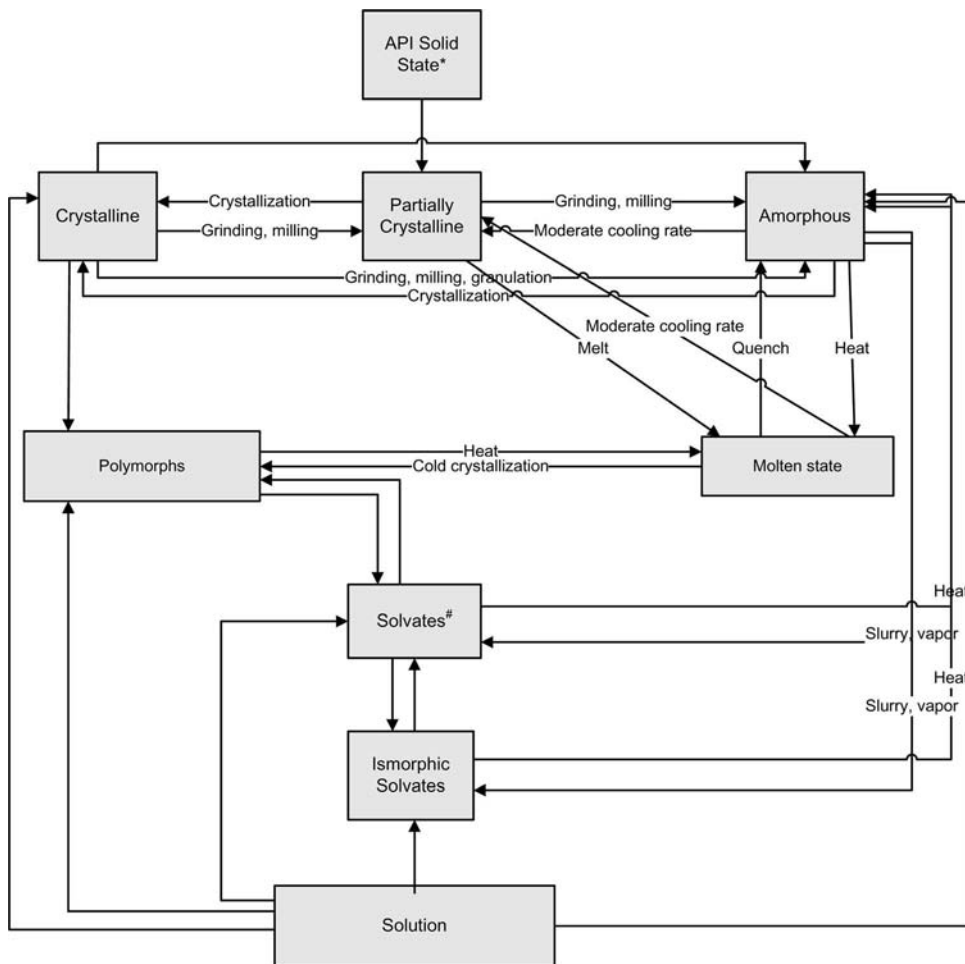 API Solid
State*
Crystalline
Crystallization
Partially
Crystalline
Grinding, milling
Amorphous
Grinding, milling
Moderate cooling rate
Grinding, milling, granulation
Crystallization
Moderate cooling rate
Melt
Quench
Heat
Polymorphs
Heat
Cold crystallization
Molten state
Solvates#
Heat
Slurry, vapor
Heat
Slurry, vapor
Ismorphic
Solvates
Solution